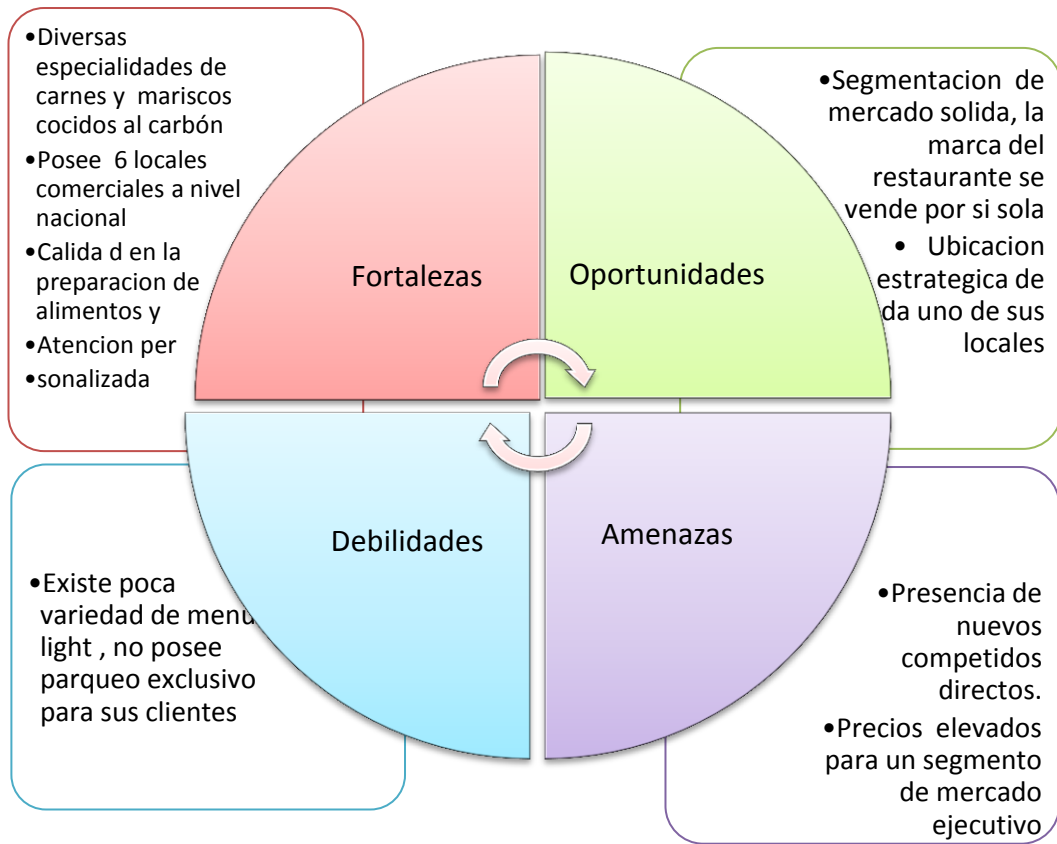 •Diversas
especialidades de
carnes y mariscos
cocidos al carbón
•Posee 6 locales
comerciales a nivel
nacional
•Calida d en la
preparacion de
alimentos y
•Atencion per
•sonalizada
Fortalezas
Oportunidades
•Segmentacion de
mercado solida, la
marca del
restaurante se
vende por si sola
• Ubicacion
estrategica de
da uno de sus
locales
Debilidades
•Existe poca
variedad de menu
light , no posee
parqueo exclusivo
para sus clientes
Amenazas
•Presencia de
nuevos
competidos
directos.
•Precios elevados
para un segmento
de mercado
ejecutivo